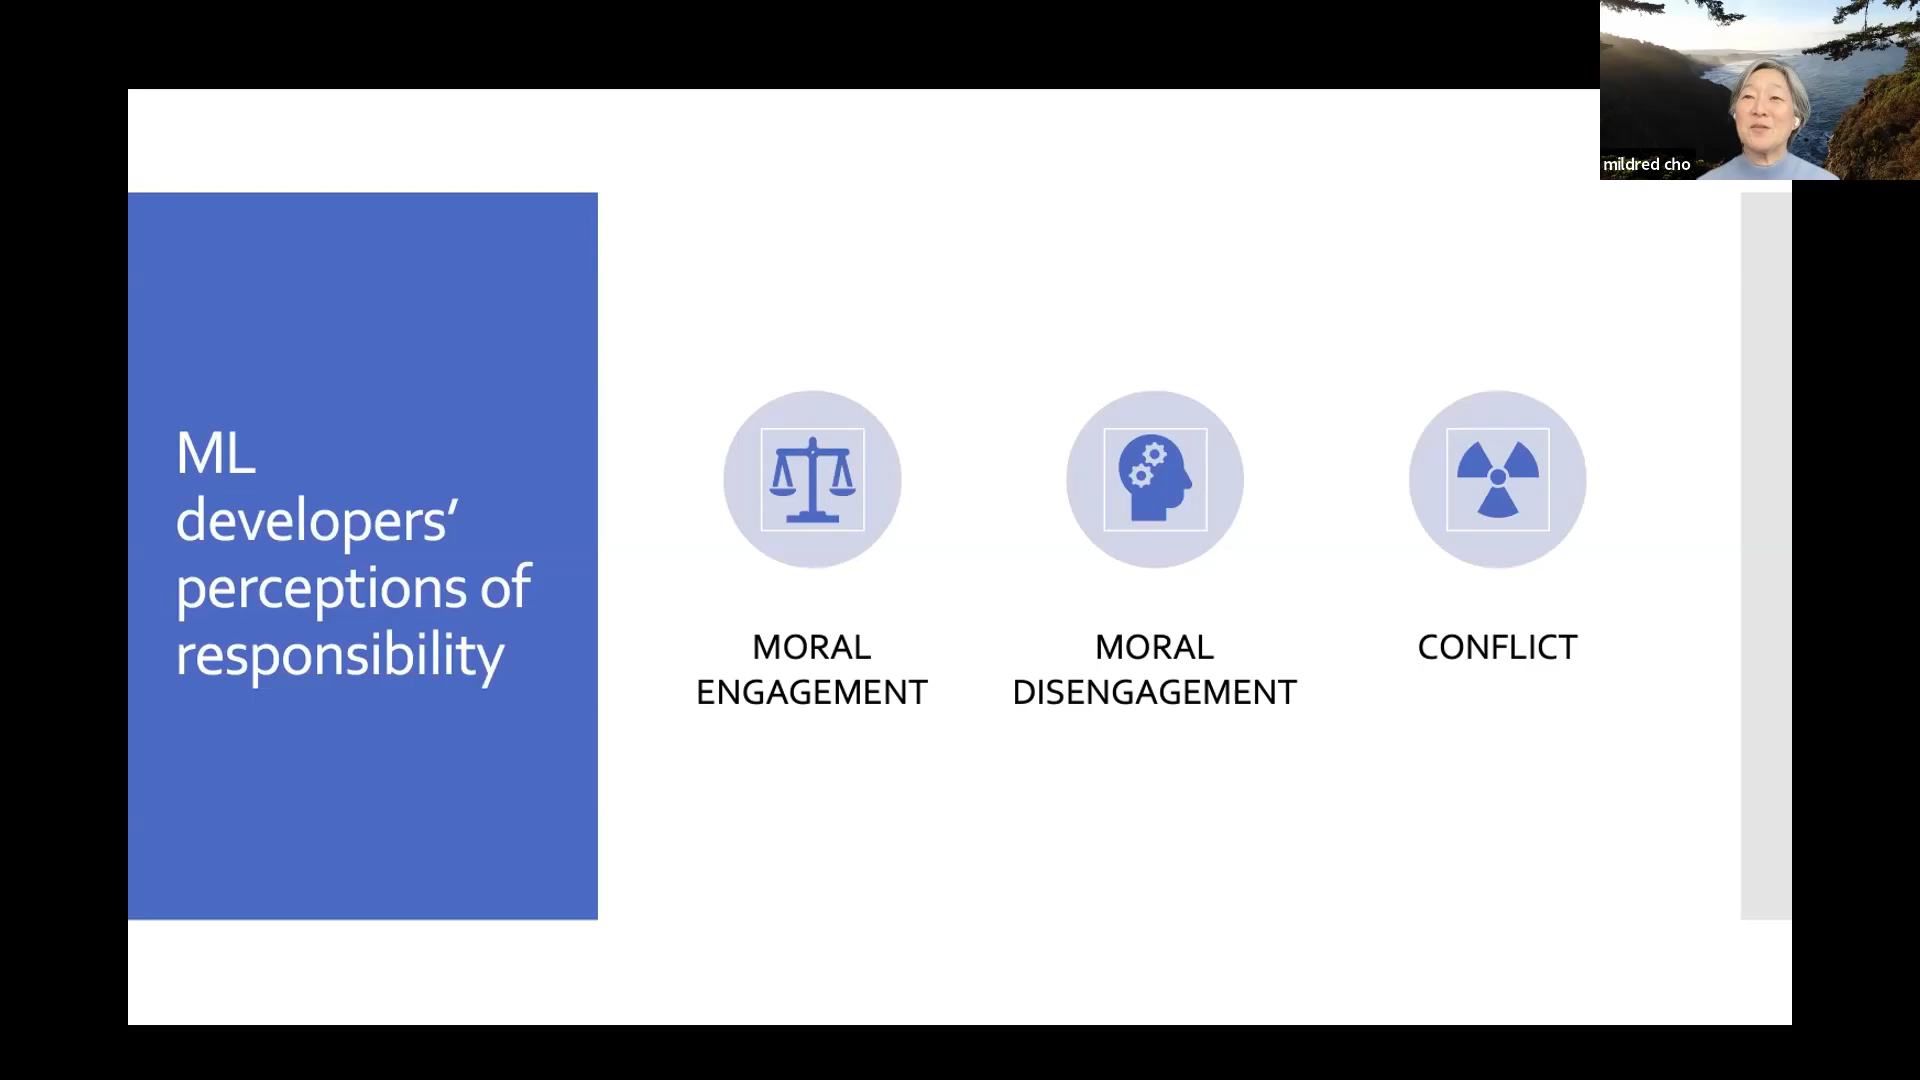 mildred cho
ML
developers’
perceptions of
responsibility
MORAL
ENGAGEMENT
MORAL
DISENGAGEMENT
CONFLICT